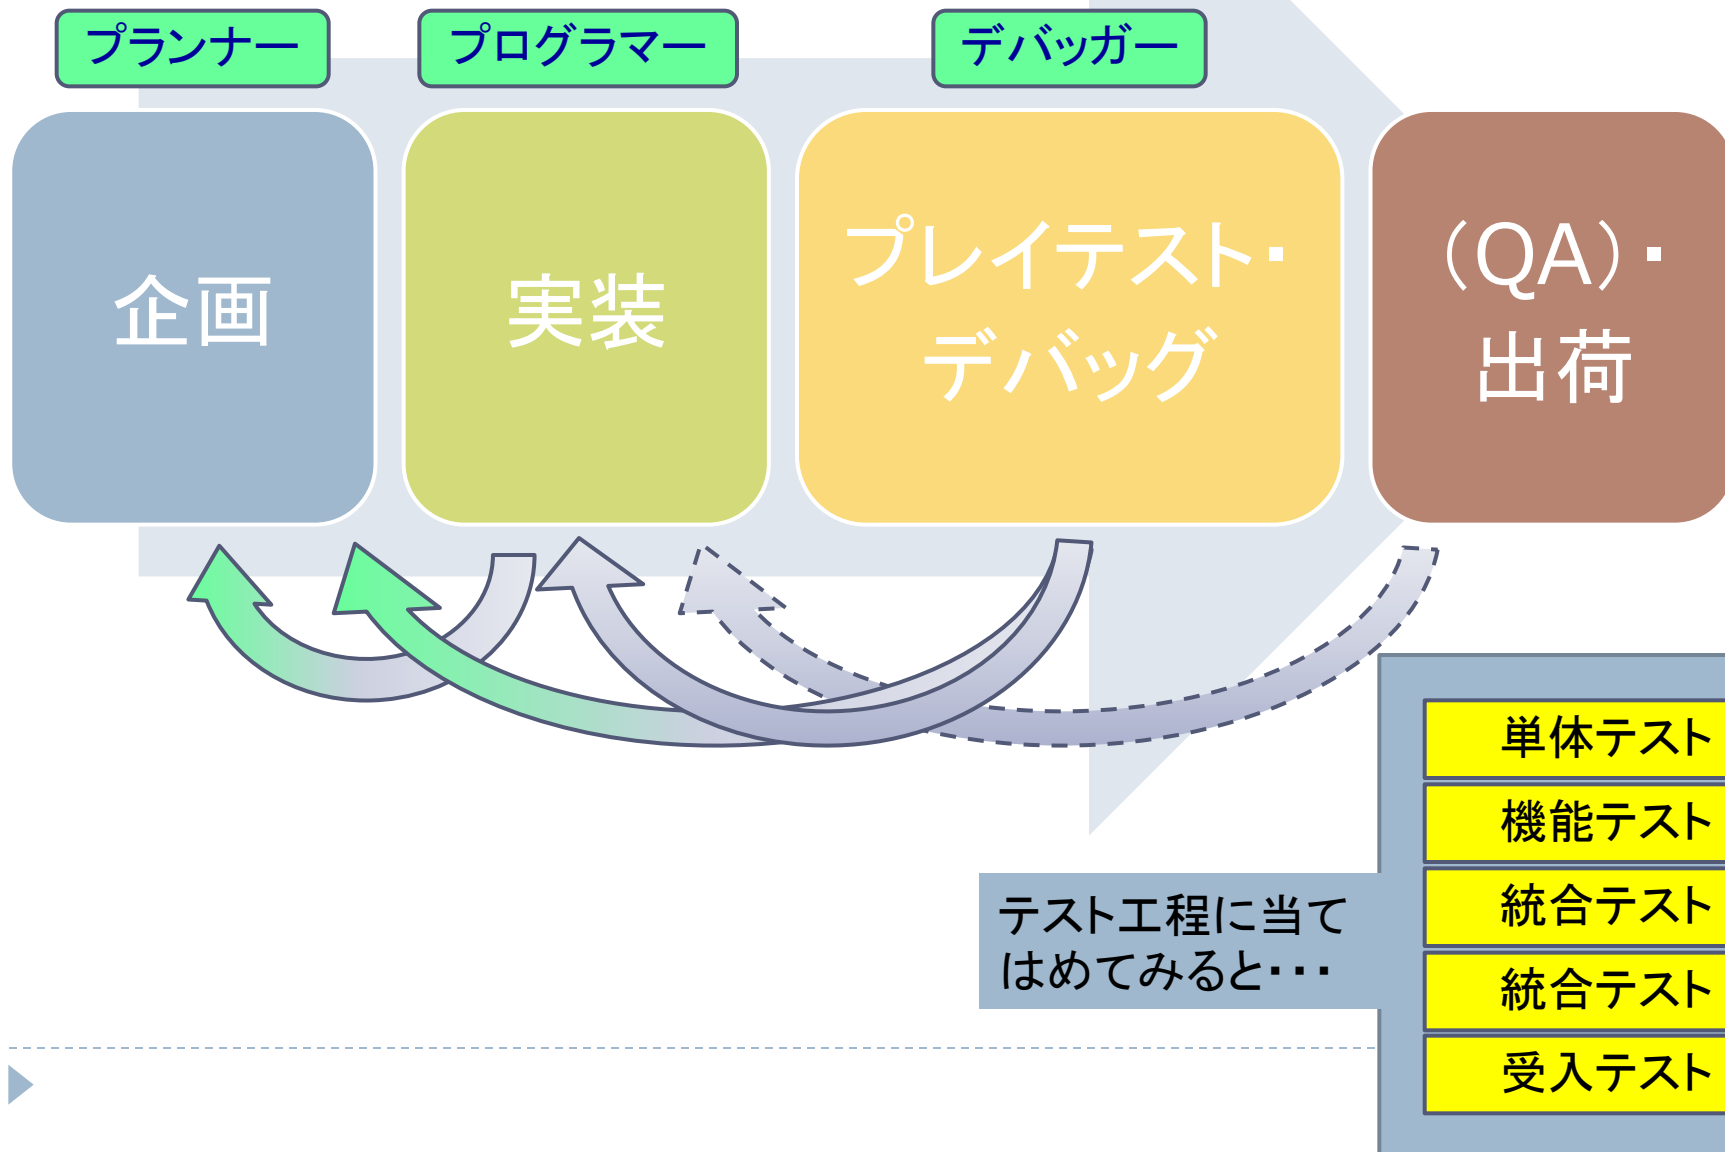 プランナー
プログラマー
デバッガー
企画
実装
プレイテスト・
デバッグ
（QA）・
出荷
単体テスト
機能テスト
統合テスト
統合テスト
受入テスト
テスト工程に当て
はめてみると・・・